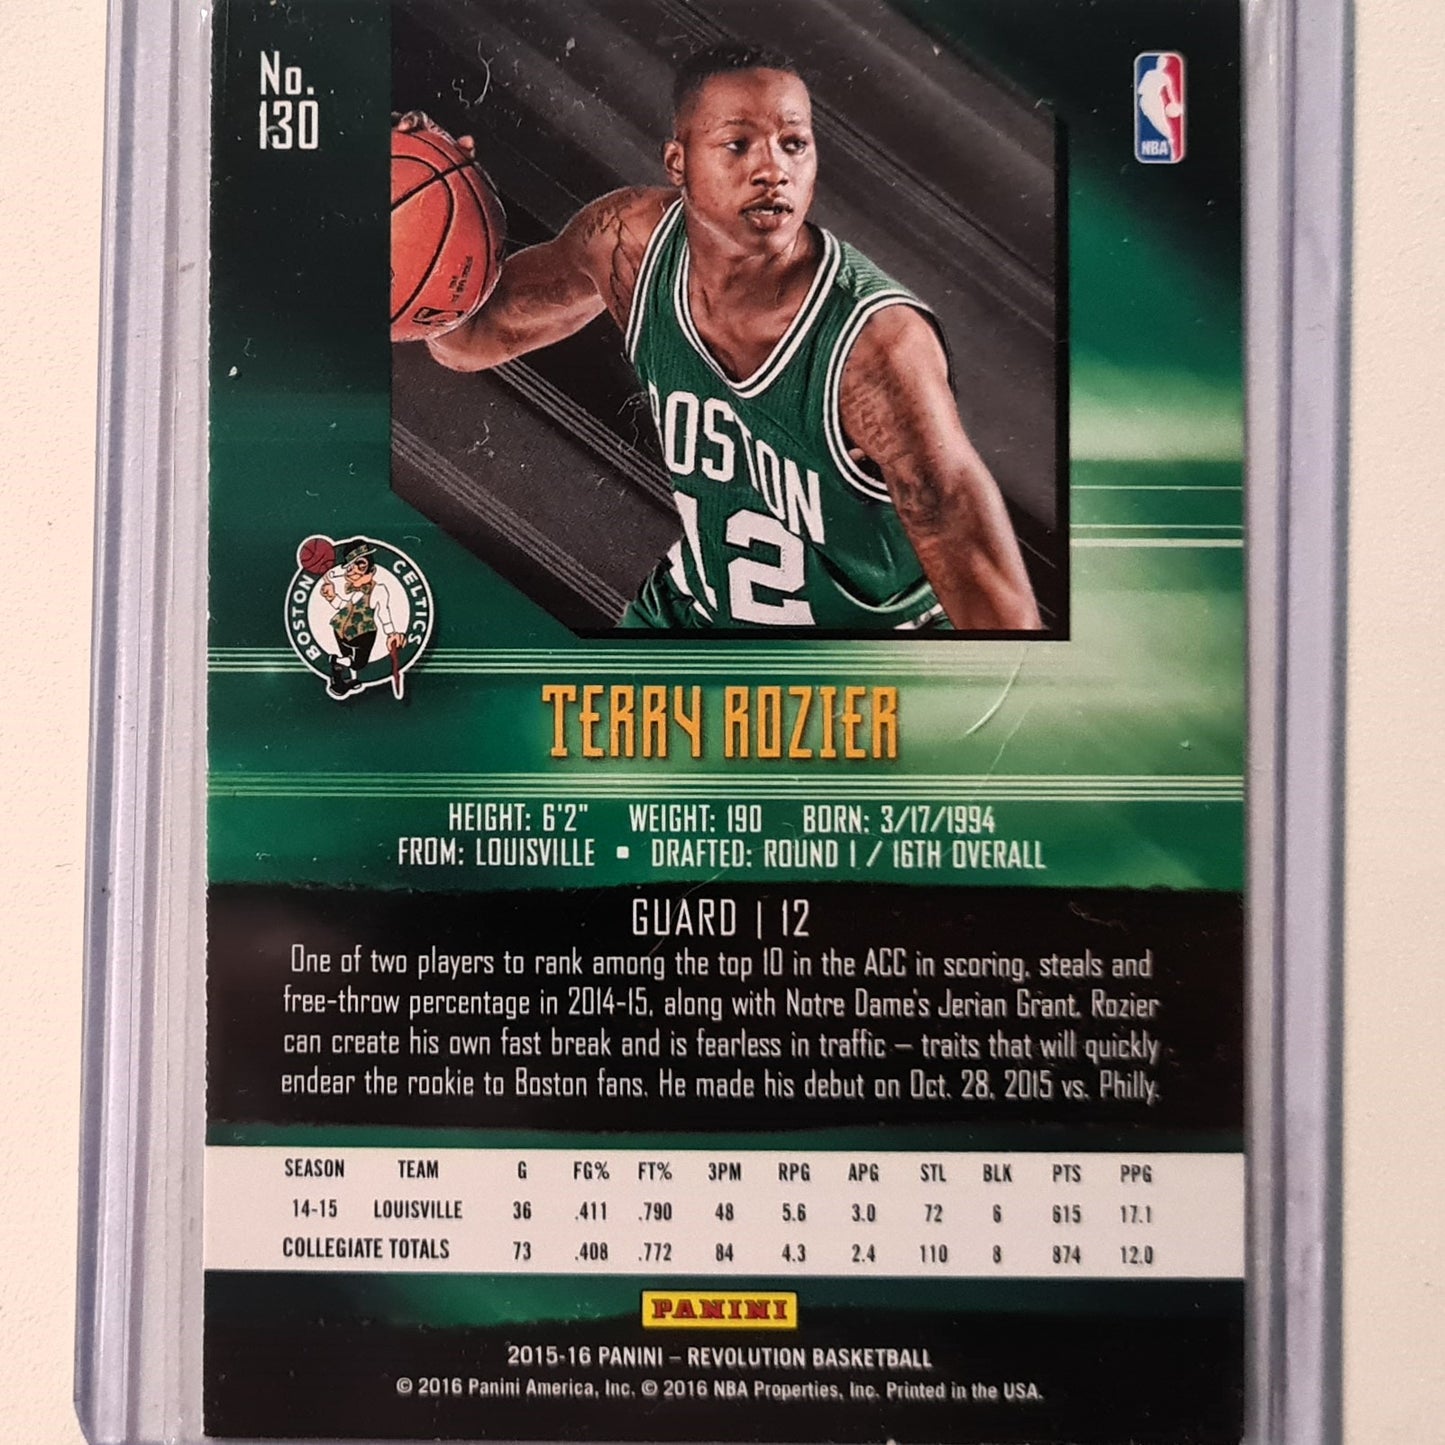 No.
130
NBA
BOSTON
12
BOSTON CELTICS
TERRY ROZIER
HEIGHT: 6'2" WEIGHT: 190 BORN: 3/17/1994
FROM: LOUISVILLE ▪ DRAFTED: ROUND 1 / 16TH OVERALL
GUARD | 12
One of two players to rank among the top 10 in the ACC in scoring, steals and
free-throw percentage in 2014-15, along with Notre Dame's Jerian Grant, Rozier
can create his own fast break and is fearless in traffic — traits that will quickly
endear the rookie to Boston fans. He made his debut on Oct. 28, 2015 vs. Philly.
SEASON TEAM G FG% FT% 3PM RPG APG STL BLK PTS PPG
14-15 LOUISVILLE 36 .411 .790 48 5.6 3.0 72 6 615 17.1
COLLEGIATE TOTALS 73 .408 .772 84 4.3 2.4 110 8 874 12.0
PANINI
2015-16 PANINI – REVOLUTION BASKETBALL
© 2016 Panini America, Inc. © 2016 NBA Properties, Inc. Printed in the USA.